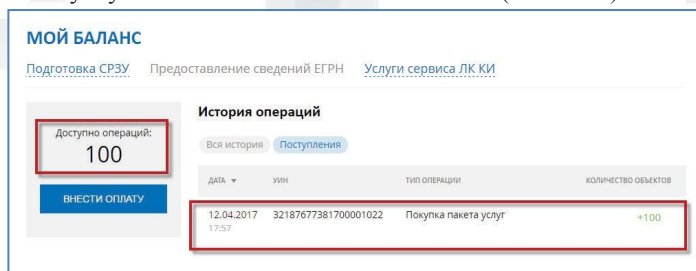 МОЙ БАЛАНС
Подготовка СРЗУ Предоставление сведений ЕГРН Услуги сервиса ЛК КИ
Доступно операций:
100
ВНЕСТИ ОПЛАТУ
История операций
Вся история Поступления
ДАТА УИН ТИП ОПЕРАЦИИ КОЛИЧЕСТВО ОБЪЕКТОВ
12.04.2017 32187677381700001022 Покупка пакета услуг +100
17:57